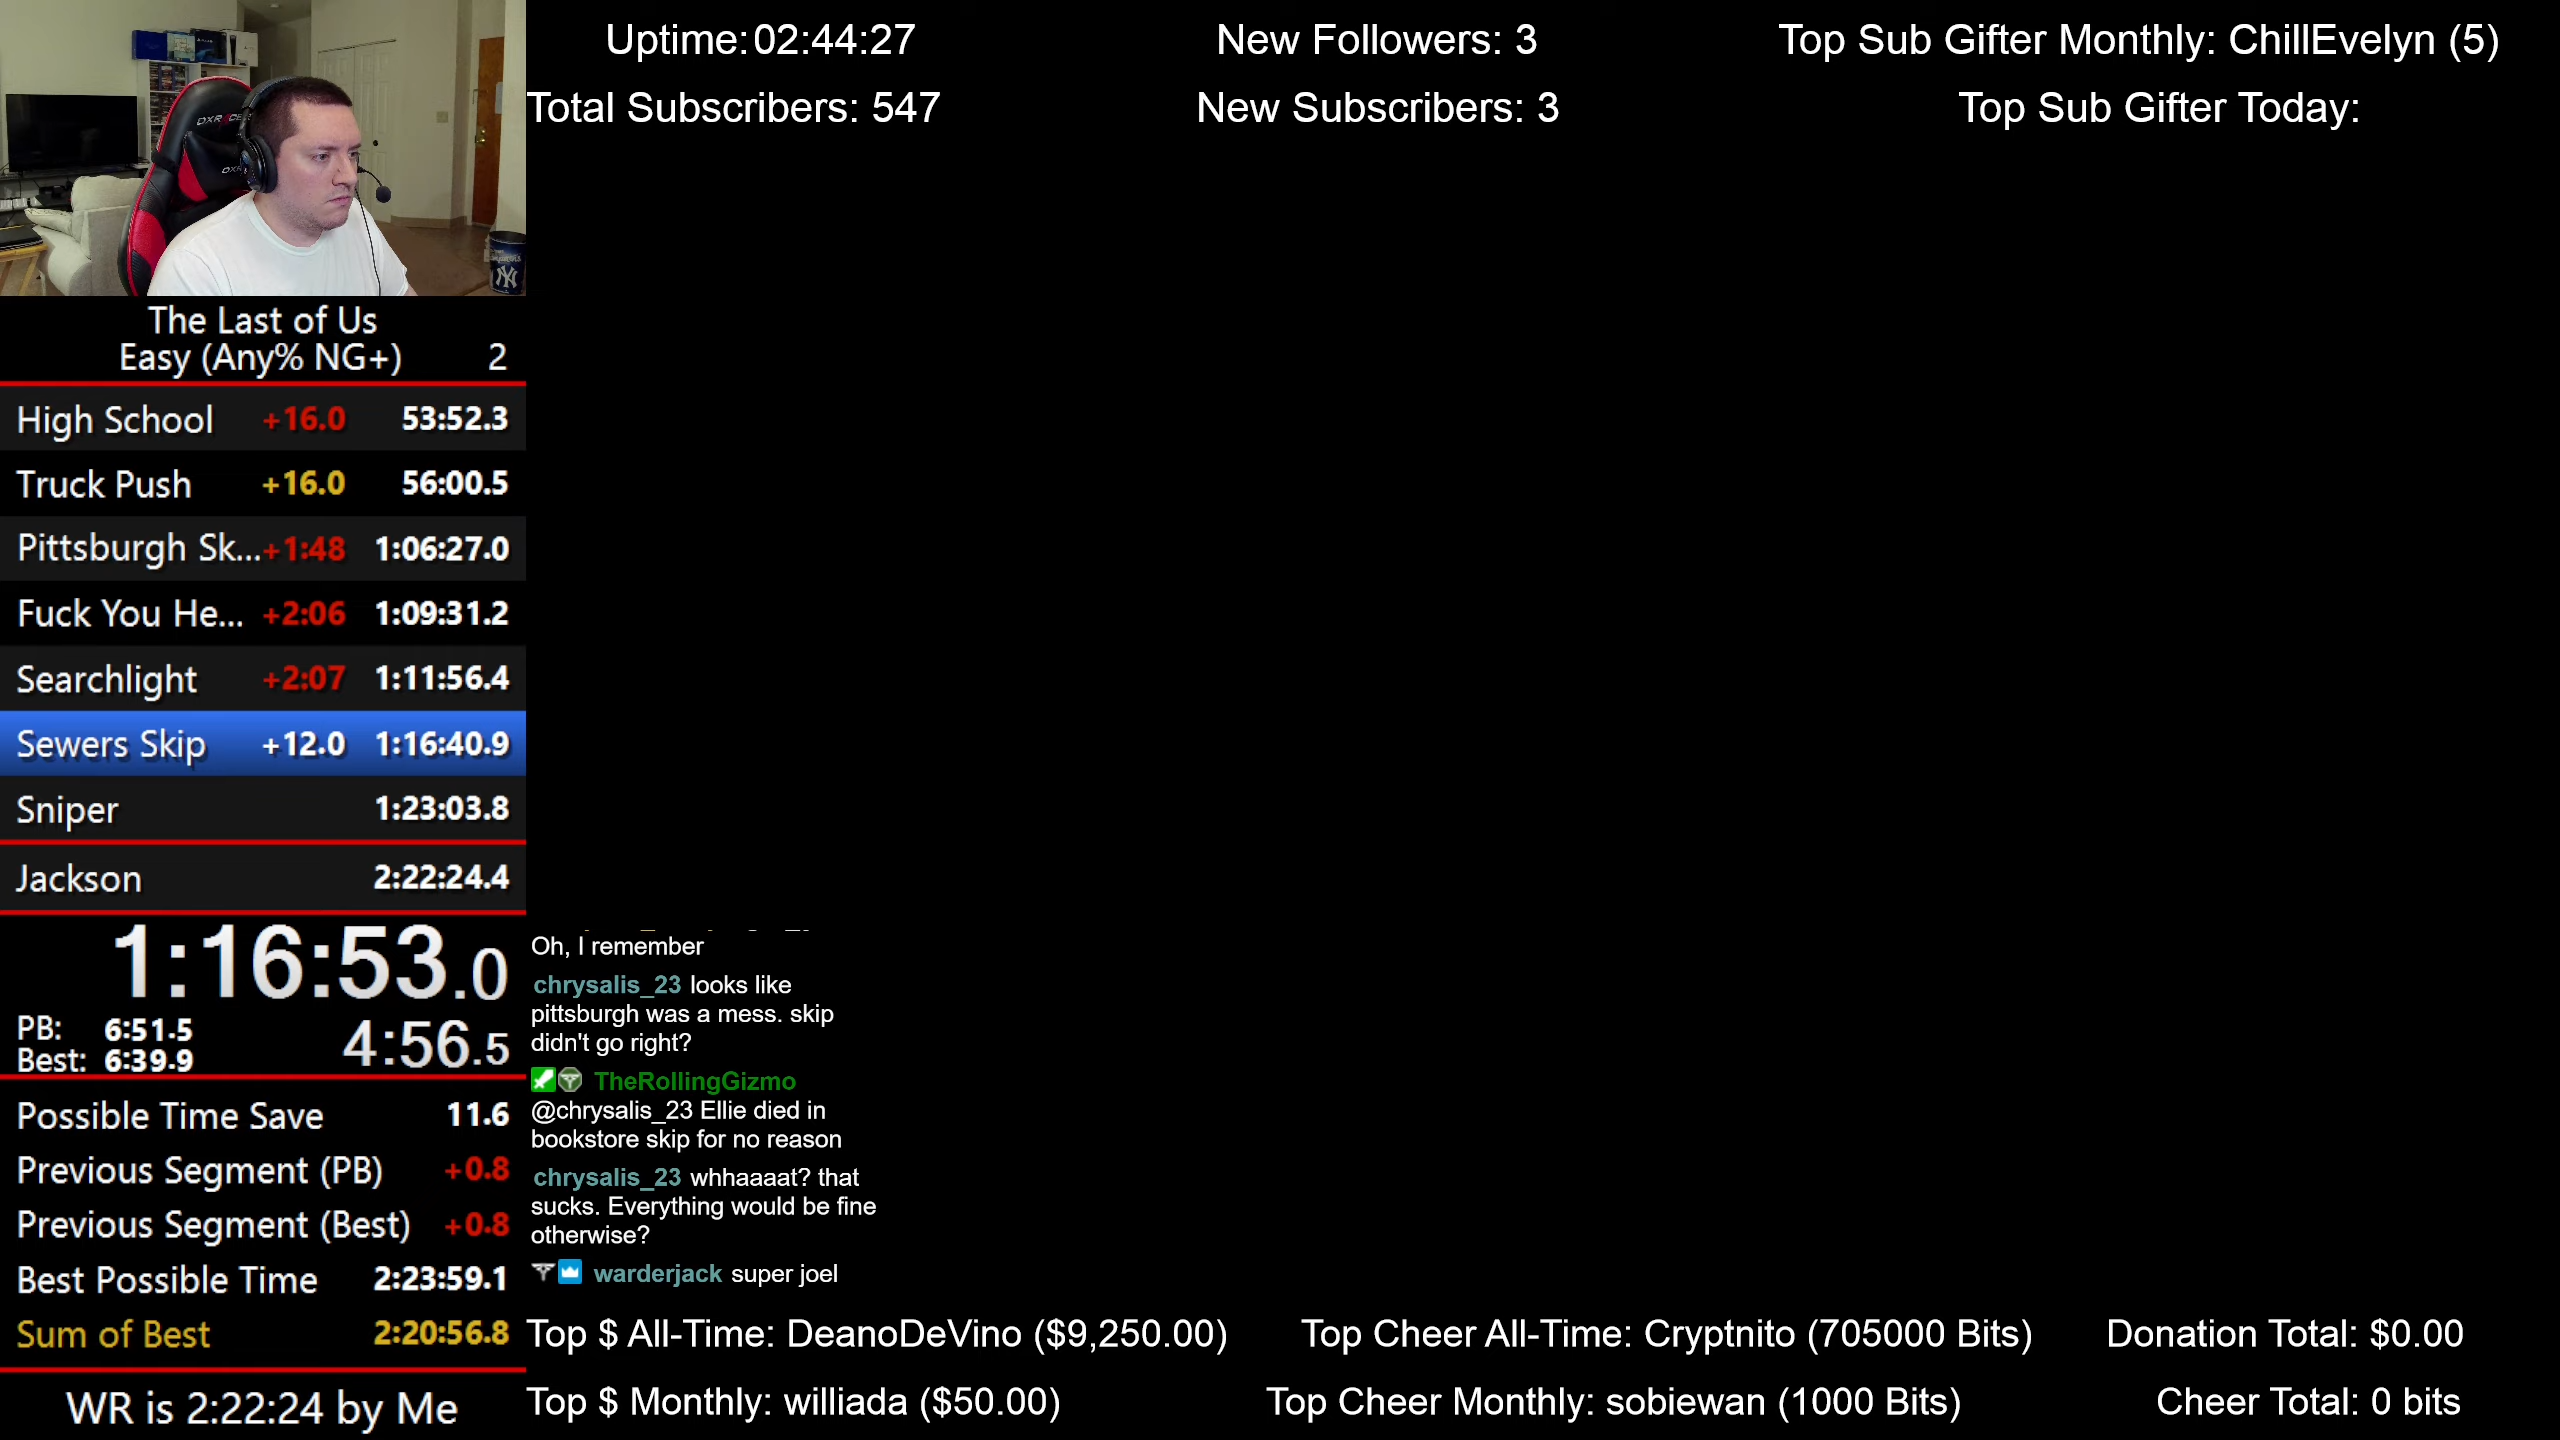 Uptime: 02:44:27
New Followers: 3
Top Sub Gifter Monthly: ChillEvelyn (5)
Total Subscribers: 547
New Subscribers: 3
Top Sub Gifter Today:
The Last of Us
Easy (Any% NG+) 2
High School +16.0 53:52.3
Truck Push +16.0 56:00.5
Pittsburgh Sk... +1:48 1:06:27.0
Fuck You He... +2:06 1:09:31.2
Searchlight +2:07 1:11:56.4
Sewers Skip +12.0 1:16:40.9
Sniper 1:23:03.8
Jackson 2:22:24.4
1:16:53.0
PB: 6:51.5
Best: 6:39.9
4:56.5
Possible Time Save 11.6
Previous Segment (PB) +0.8
Previous Segment (Best) +0.8
Best Possible Time 2:23:59.1
Sum of Best 2:20:56.8
WR is 2:22:24 by Me
Oh, I remember
chrysalis_23 looks like
pittsburgh was a mess. skip
didn't go right?
TheRollingGizmo
@chrysalis_23 Ellie died in
bookstore skip for no reason
chrysalis_23 whhaaaat? that
sucks. Everything would be fine
otherwise?
warderjack super joel
Top $ All-Time: DeanoDeVino ($9,250.00)
Top Cheer All-Time: Cryptnito (705000 Bits)
Donation Total: $0.00
Top $ Monthly: williada ($50.00)
Top Cheer Monthly: sobiewan (1000 Bits)
Cheer Total: 0 bits